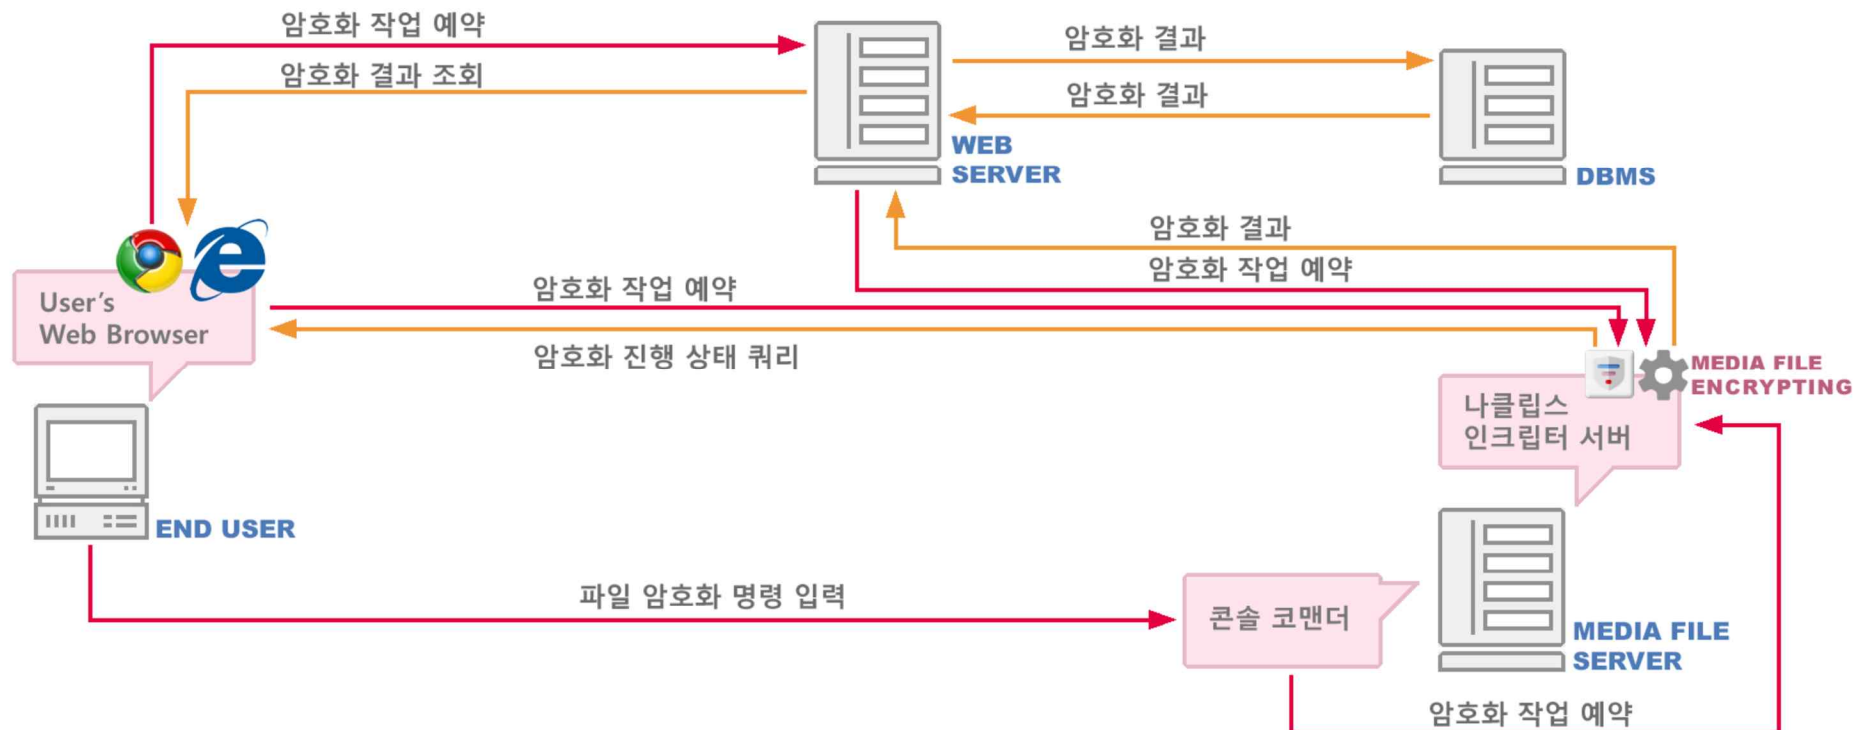 암호화 작업 예약
암호화 결과 조회
암호화 결과
암호화 결과
WEB
SERVER
DBMS
암호화 결과
암호화 작업 예약
User's
Web Browser
암호화 작업 예약
암호화 진행 상태 쿼리
MEDIA FILE
ENCRYPTING
나클립스
인크립터 서버
END USER
파일 암호화 명령 입력
콘솔 코맨더
MEDIA FILE
SERVER
암호화 작업 예약